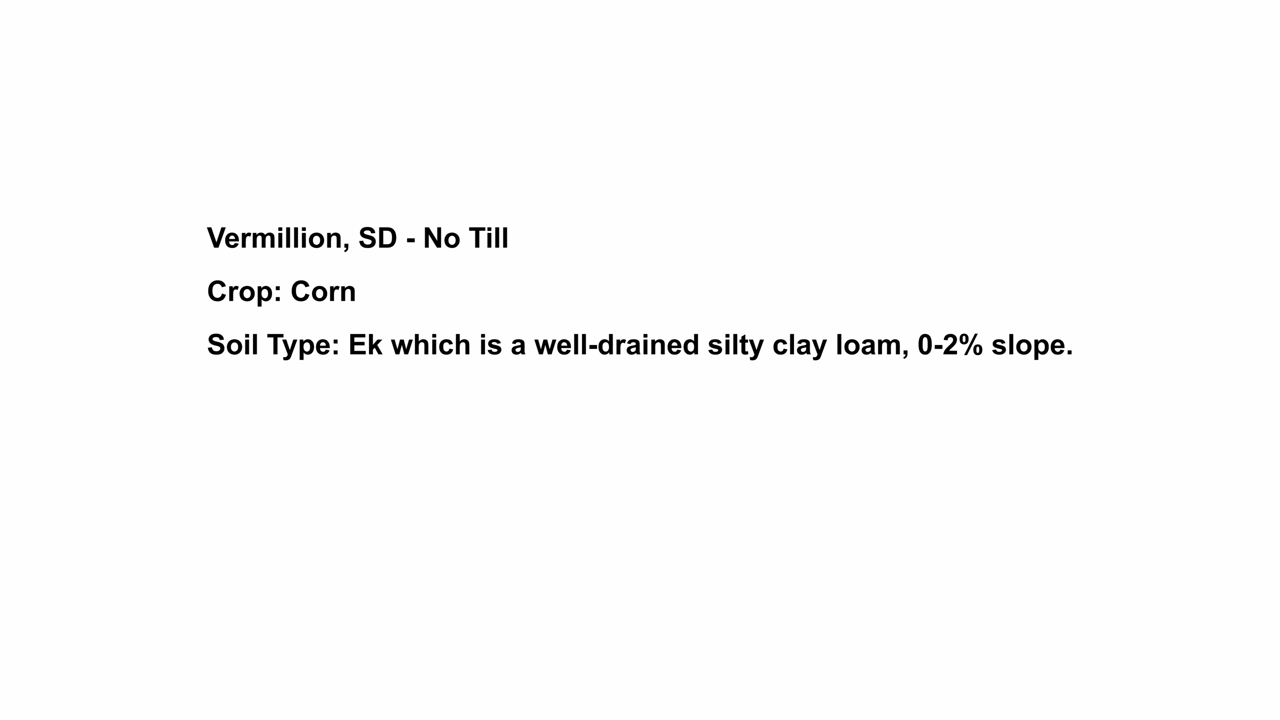 Vermillion, SD - No Till
Crop: Corn
Soil Type: Ek which is a well-drained silty clay loam, 0-2% slope.